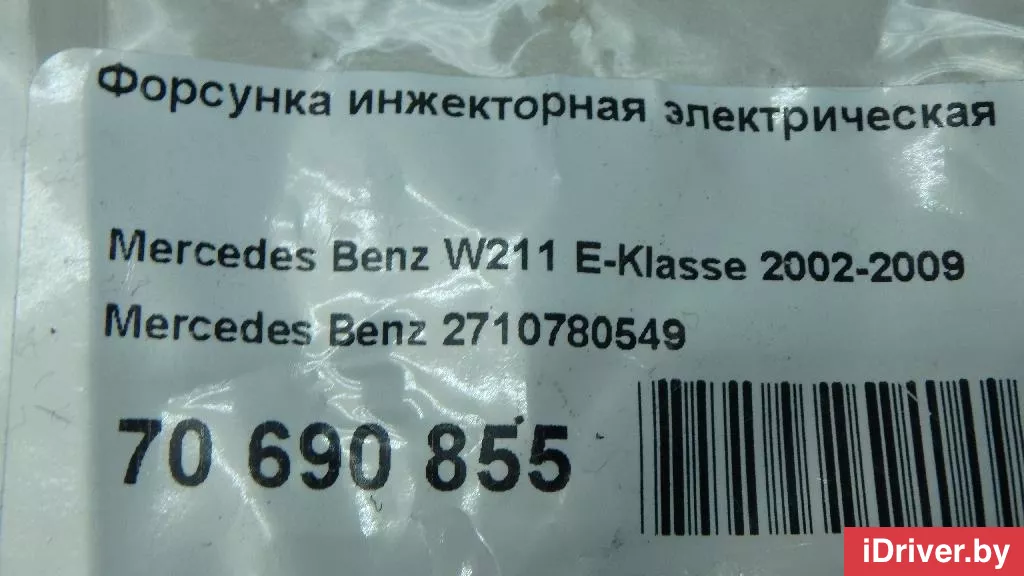 Форсунка инжекторная электрическая
Mercedes Benz W211 E-Klasse 2002-2009
Mercedes Benz 2710780549
70 690 855
iDriver.by